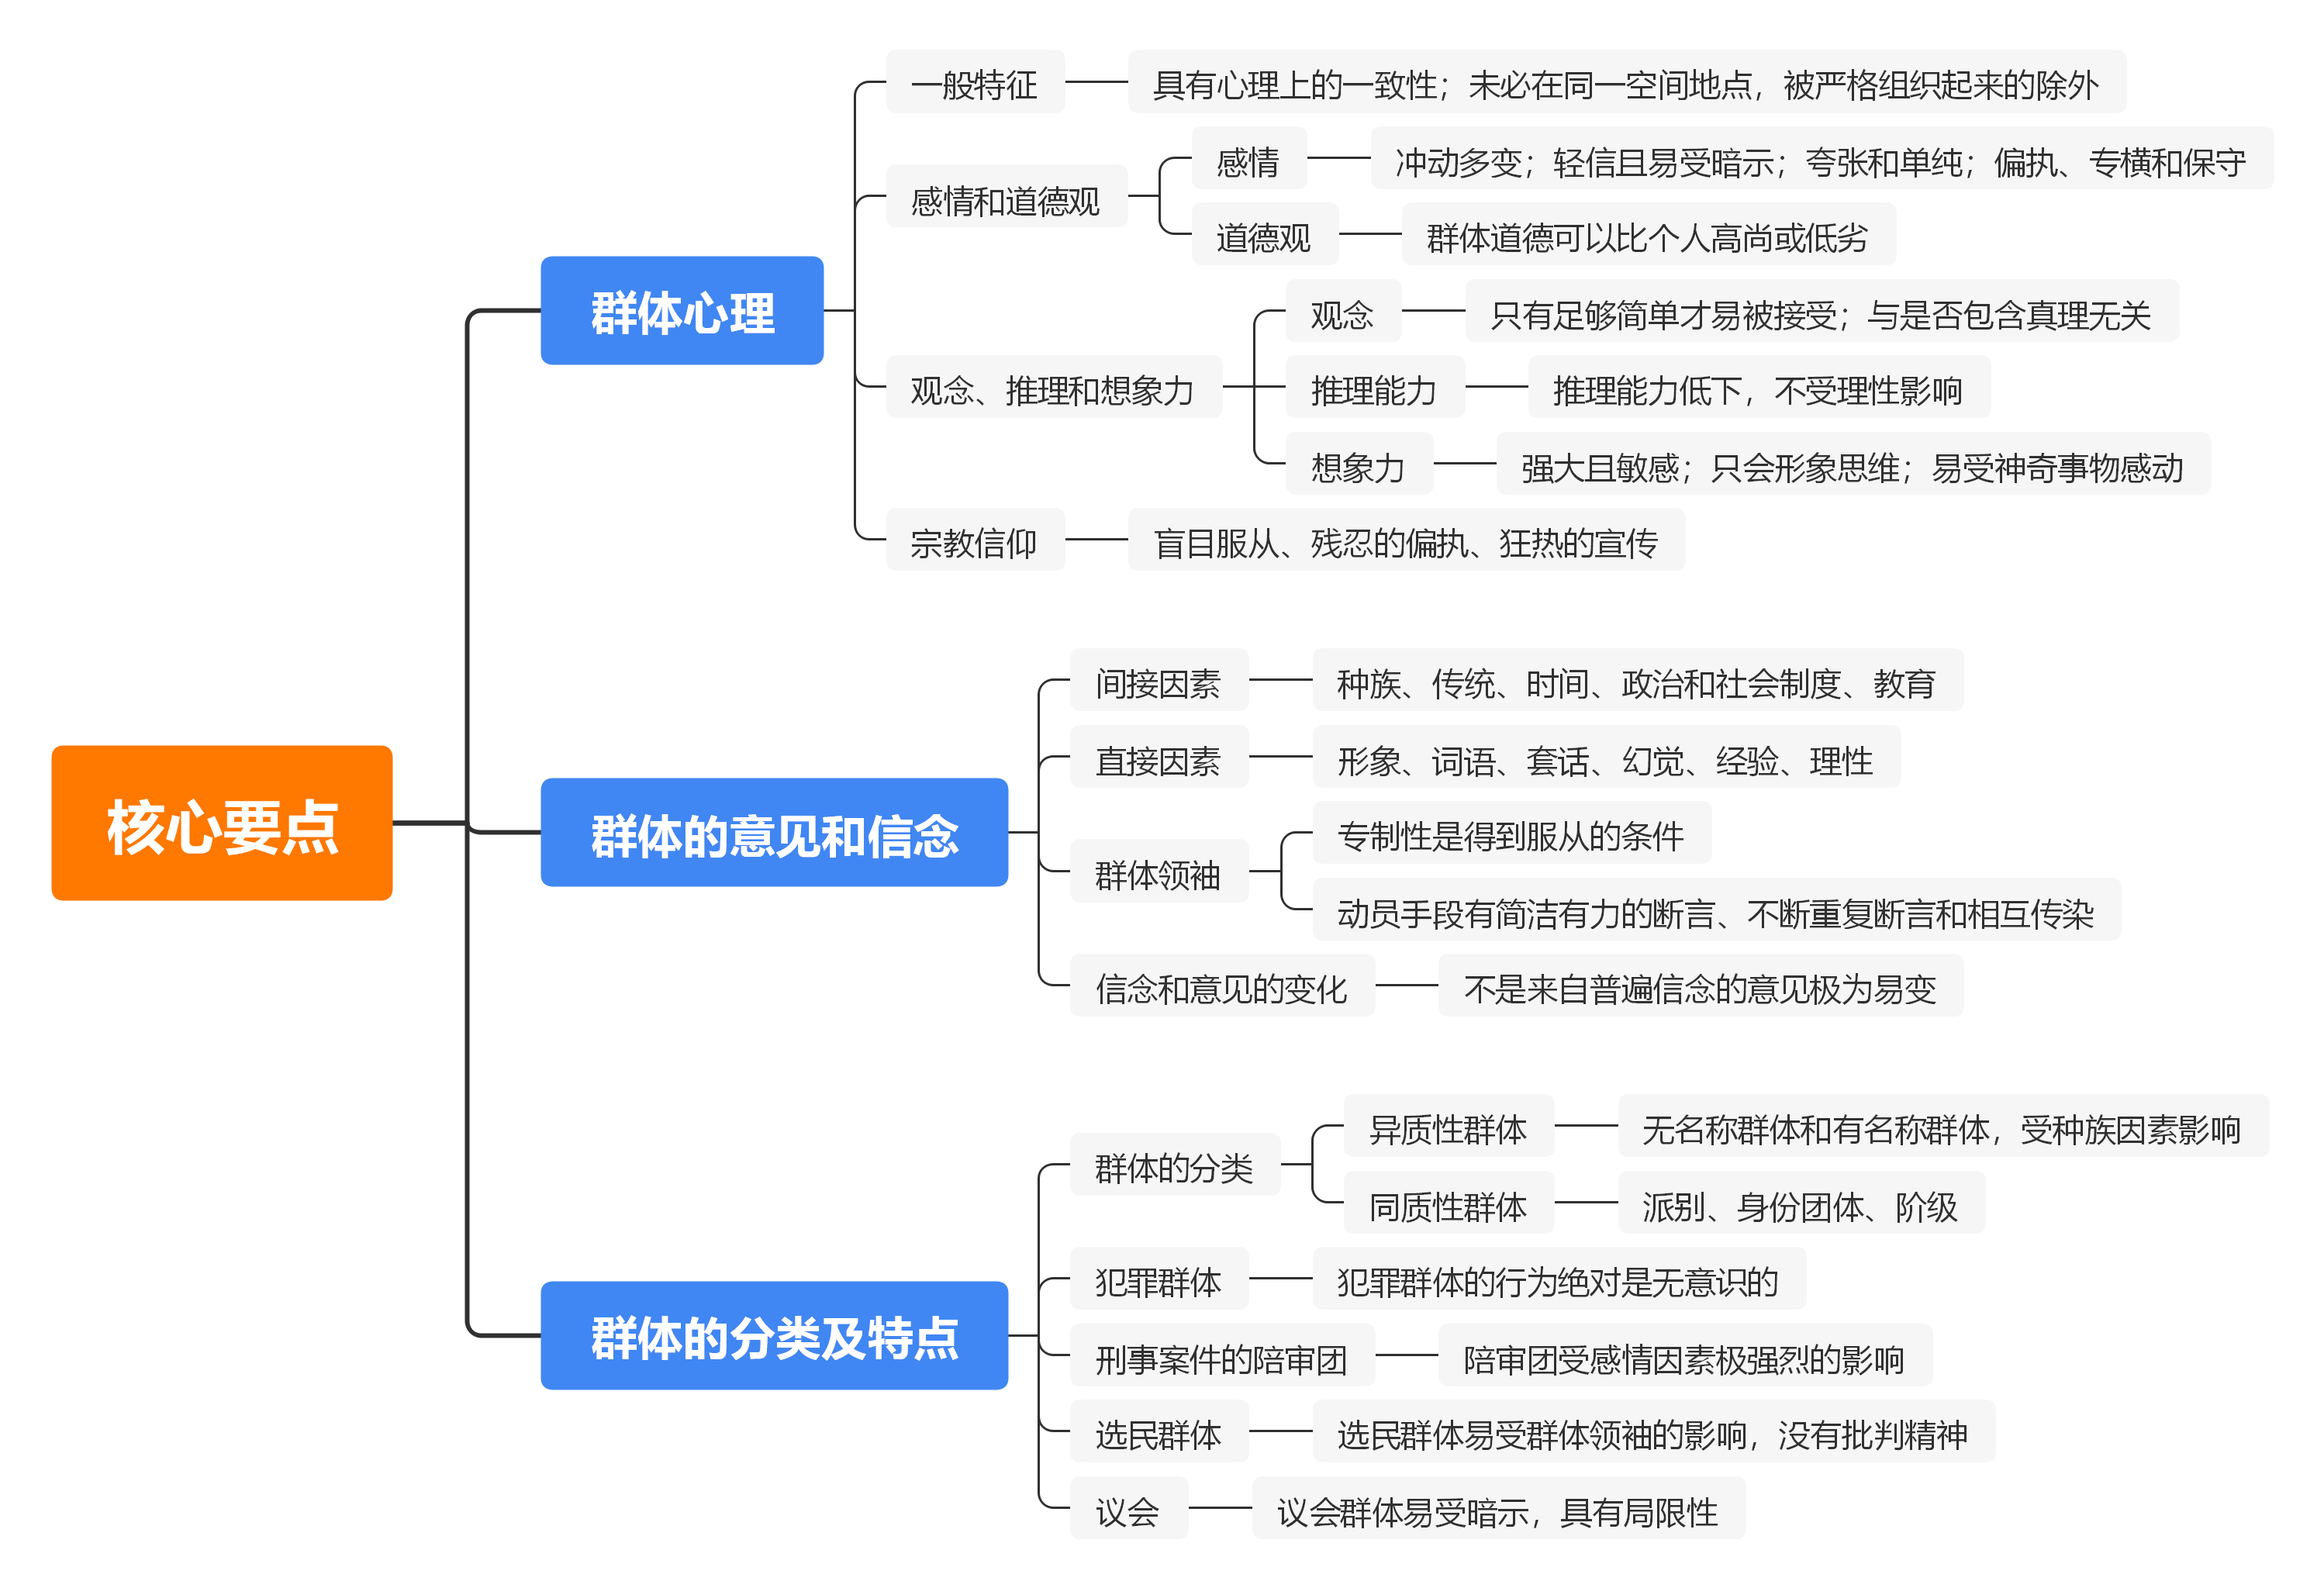 核心要点
群体心理
一般特征
具有心理上的一致性；未必在同一空间地点，被严格组织起来的除外
感情和道德观
感情
冲动多变；轻信且易受暗示；夸张和单纯；偏执、专横和保守
道德观
群体道德可以比个人高尚或低劣
观念、推理和想象力
观念
只有足够简单才易被接受；与是否包含真理无关
推理能力
推理能力低下，不受理性影响
想象力
强大且敏感；只会形象思维；易受神奇事物感动
宗教信仰
盲目服从、残忍的偏执、狂热的宣传
群体的意见和信念
间接因素
种族、传统、时间、政治和社会制度、教育
直接因素
形象、词语、套话、幻觉、经验、理性
群体领袖
专制性是得到服从的条件
动员手段有简洁有力的断言、不断重复断言和相互传染
信念和意见的变化
不是来自普遍信念的意见极为易变
群体的分类及特点
群体的分类
异质性群体
无名称群体和有名称群体，受种族因素影响
同质性群体
派别、身份团体、阶级
犯罪群体
犯罪群体的行为绝对是无意识的
刑事案件的陪审团
陪审团受感情因素极强烈的影响
选民群体
选民群体易受群体领袖的影响，没有批判精神
议会
议会群体易受暗示，具有局限性